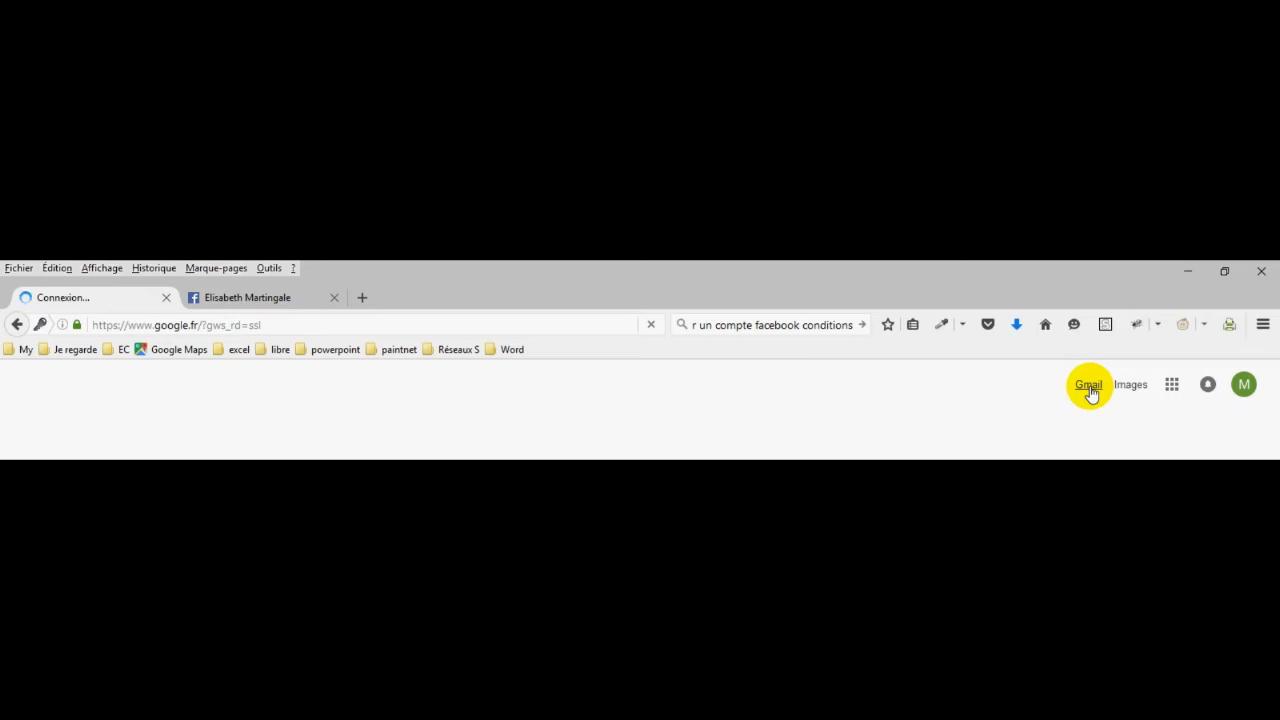 Fichier Édition Affichage Historique Marque-pages Outils ?
Connexion... Elisabeth Martingale
https://www.google.fr/?gws_rd=ssl r un compte facebook conditions
My Je regarde EC Google Maps excel libre powerpoint paintnet Réseaux S Word
Gmail Images M